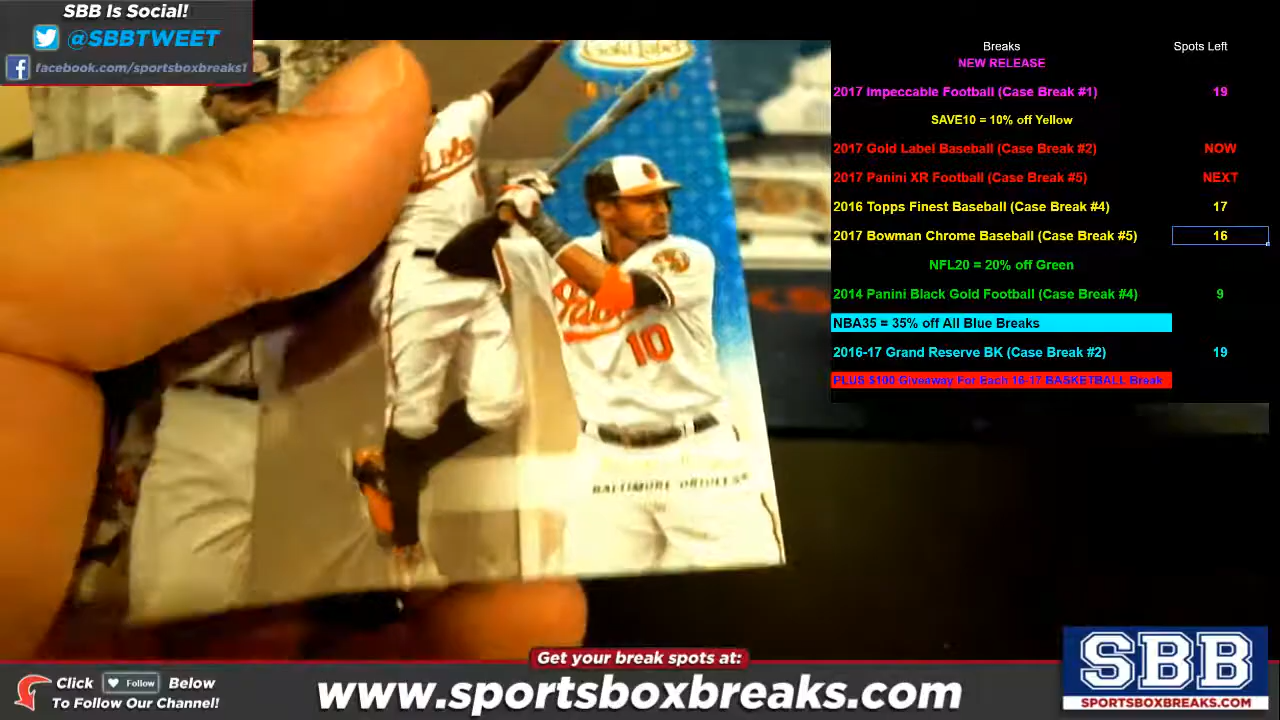 SBB Is Social!
@SBBTWEET
facebook.com/sportsboxbreaks1
Gold Label
10
BALTIMORE ORIOLES
Breaks
Spots Left
NEW RELEASE
2017 Impeccable Football (Case Break #1)
19
SAVE10 = 10% off Yellow
2017 Gold Label Baseball (Case Break #2)
NOW
2017 Panini XR Football (Case Break #5)
NEXT
2016 Topps Finest Baseball (Case Break #4)
17
2017 Bowman Chrome Baseball (Case Break #5)
16
NFL20 = 20% off Green
2014 Panini Black Gold Football (Case Break #4)
9
NBA35 = 35% off All Blue Breaks
2016-17 Grand Reserve BK (Case Break #2)
19
PLUS $100 Giveaway For Each 16-17 BASKETBALL Break
Get your break spots at:
Click Follow Below
To Follow Our Channel!
www.sportsboxbreaks.com
SBB
SPORTSBOXBREAKS.COM